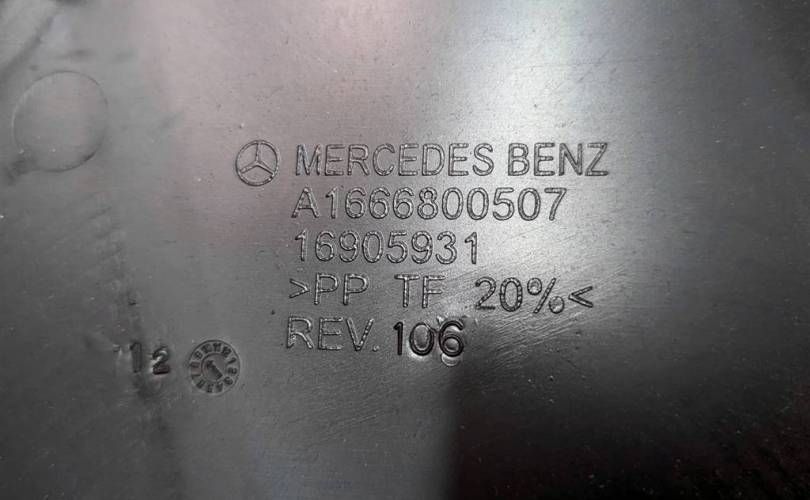 MERCEDES BENZ
A1666800507
16905931
>PP TF 20%<
REV. 106
12